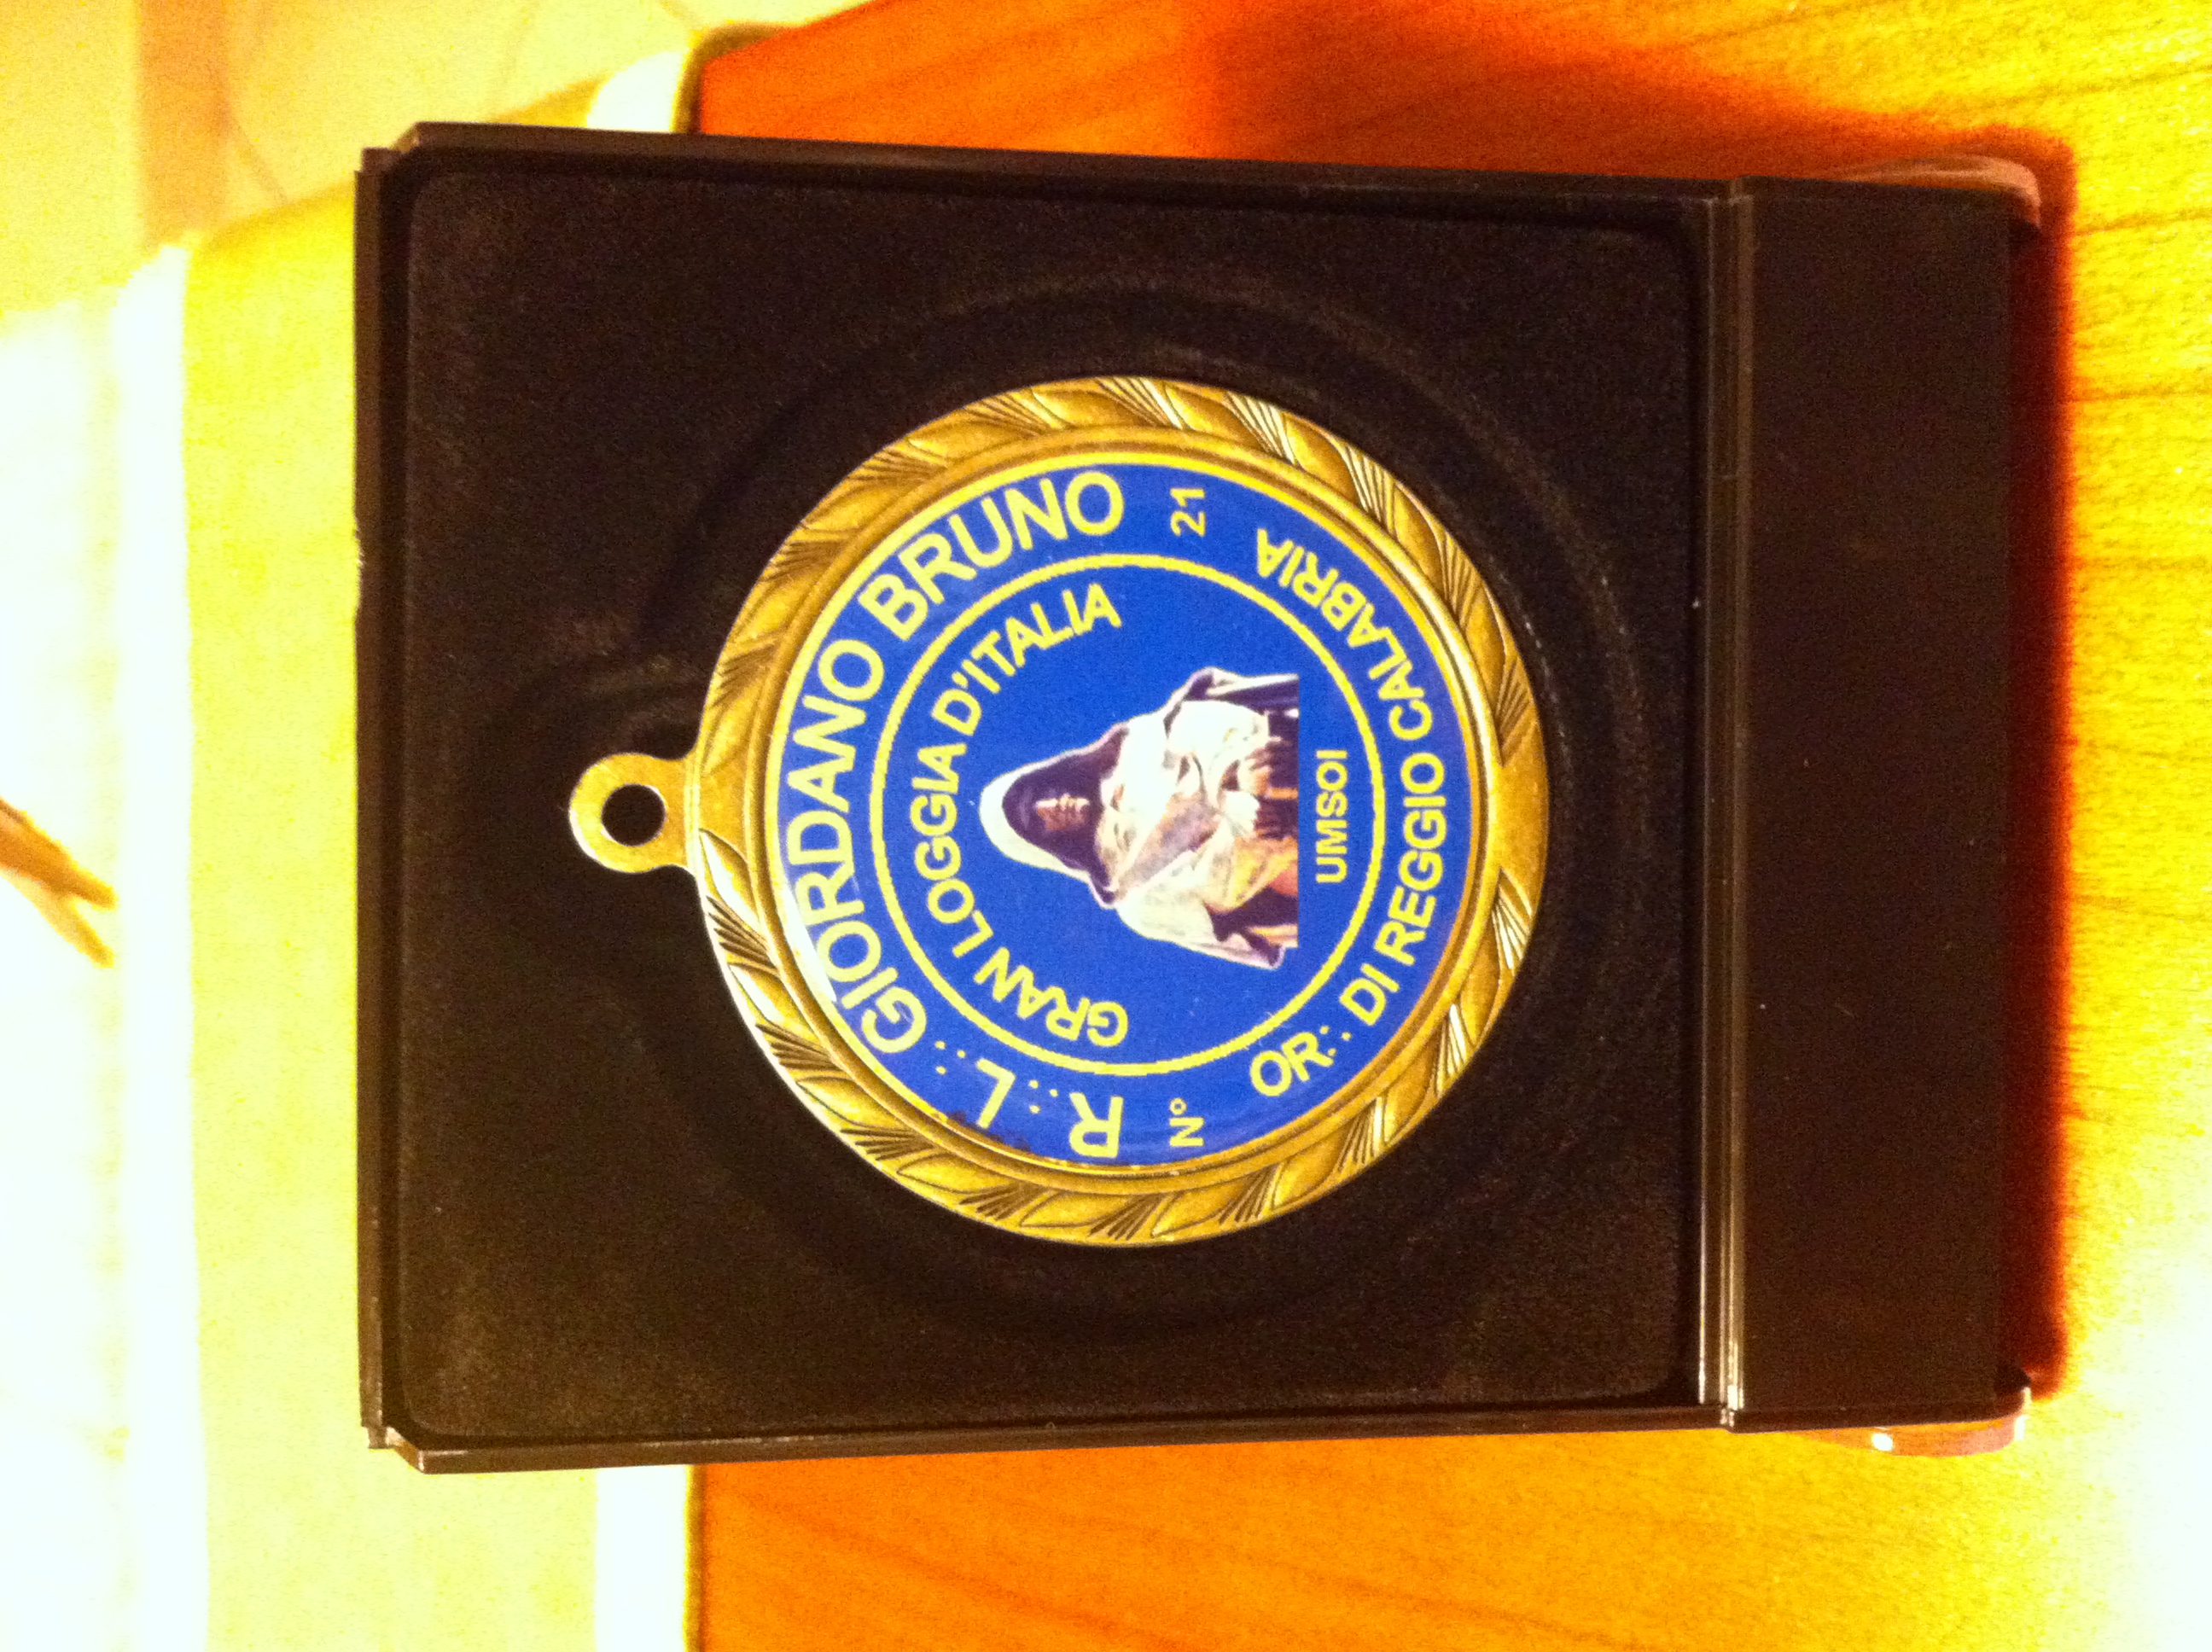 R∴L∴ GIORDANO BRUNO
N° 21
OR∴ DI REGGIO CALABRIA
GRAN LOGGIA D'ITALIA
UMSOI